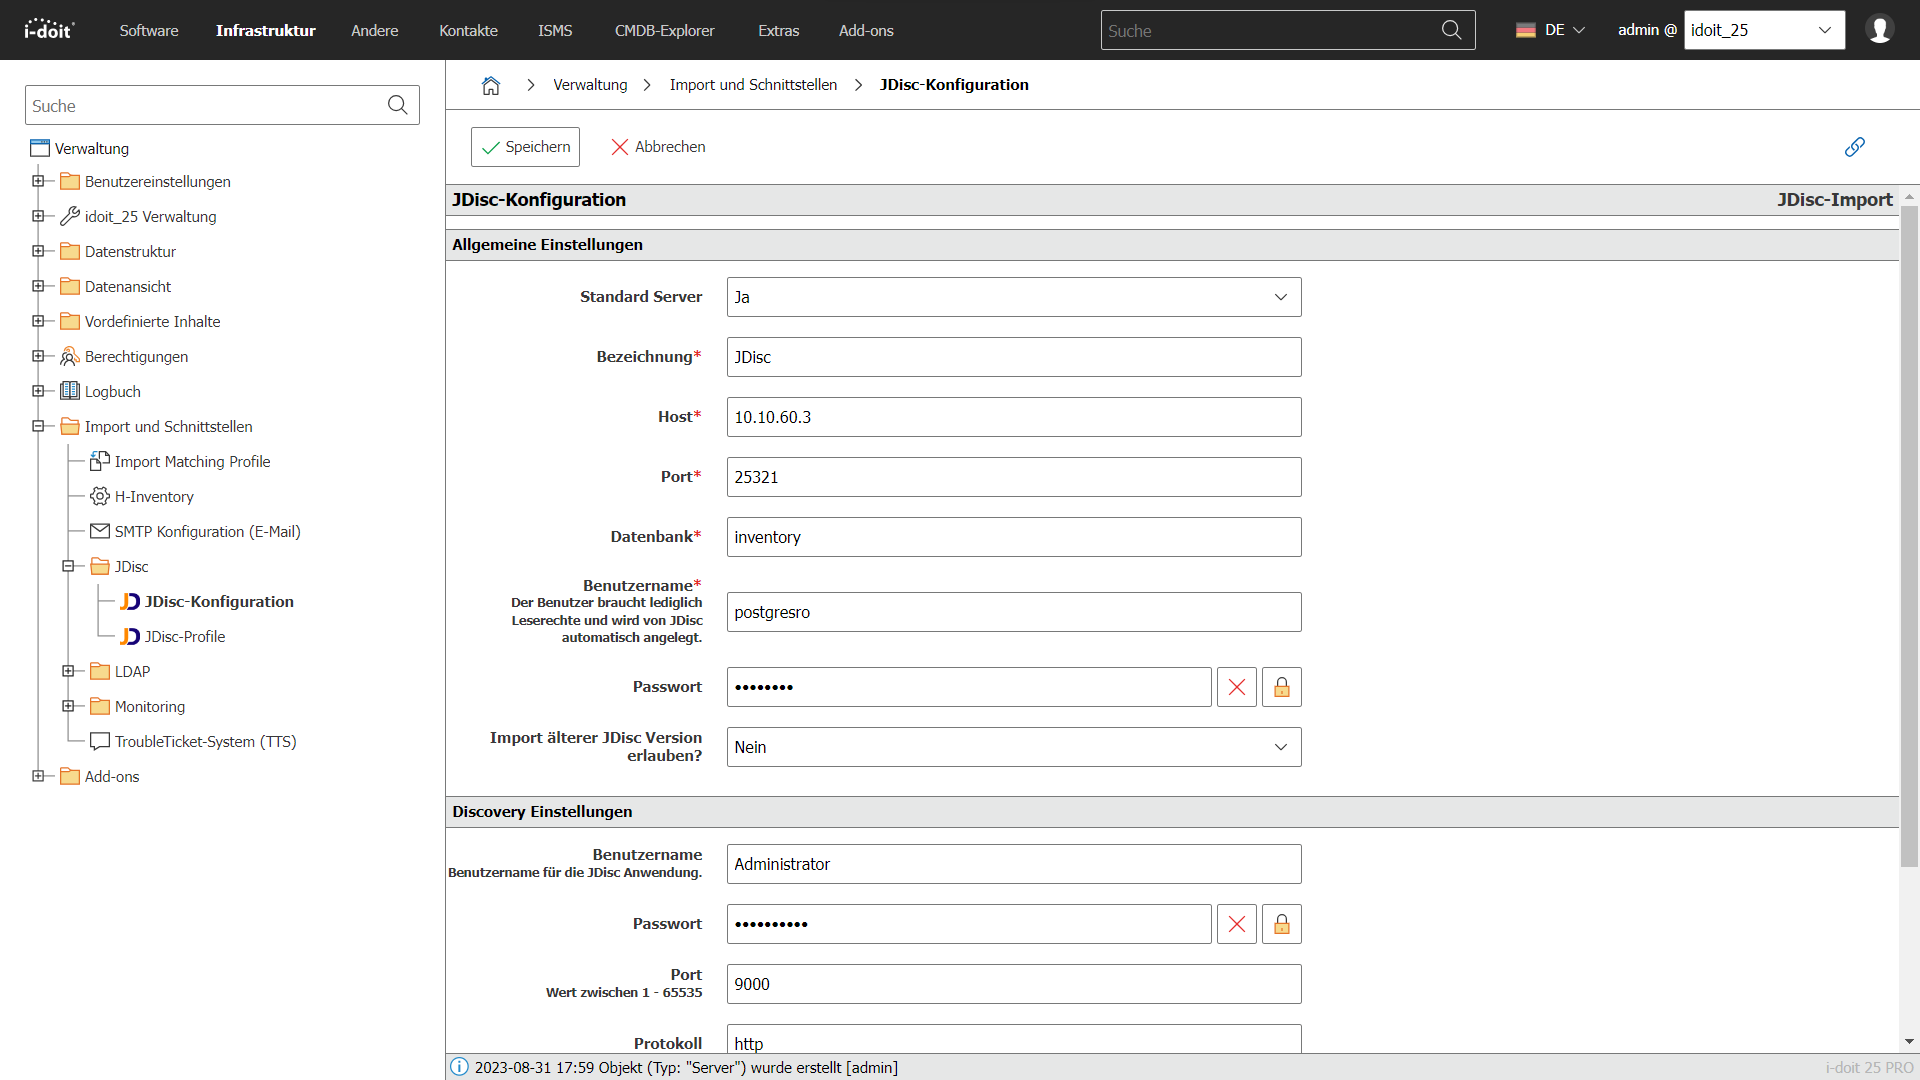 i-doit
Software
Infrastruktur
Andere
Kontakte
ISMS
CMDB-Explorer
Extras
Add-ons
Suche
DE
admin @
idoit_25
Suche
Verwaltung
Benutzereinstellungen
idoit_25 Verwaltung
Datenstruktur
Datenansicht
Vordefinierte Inhalte
Berechtigungen
Logbuch
Import und Schnittstellen
Import Matching Profile
H-Inventory
SMTP Konfiguration (E-Mail)
JDisc
JDisc-Konfiguration
JDisc-Profile
LDAP
Monitoring
TroubleTicket-System (TTS)
Add-ons
Verwaltung
Import und Schnittstellen
JDisc-Konfiguration
Speichern
Abbrechen
JDisc-Konfiguration
JDisc-Import
Allgemeine Einstellungen
Standard Server
Ja
Bezeichnung*
JDisc
Host*
10.10.60.3
Port*
25321
Datenbank*
inventory
Benutzername*
Der Benutzer braucht lediglich
Leserechte und wird von JDisc
automatisch angelegt.
postgresro
Passwort
••••••••
Import älterer JDisc Version
erlauben?
Nein
Discovery Einstellungen
Benutzername
Benutzername für die JDisc Anwendung.
Administrator
Passwort
••••••••••
Port
Wert zwischen 1 - 65535
9000
Protokoll
http
2023-08-31 17:59 Objekt (Typ: "Server") wurde erstellt [admin]
i-doit 25 PRO